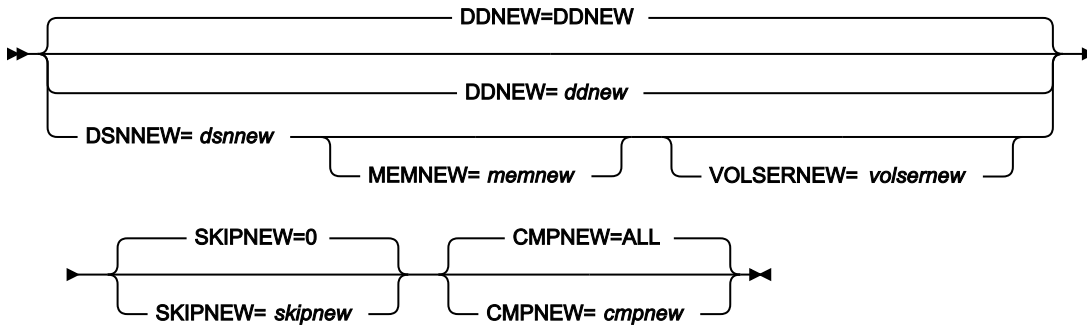 DDNEW=DDNEW
DDNEW= ddnew
DSNNEW= dsnnew
MEMNEW= memnew
VOLSERNEW= volsernew
SKIPNEW=0
CMPNEW=ALL
SKIPNEW= skipnew
CMPNEW= cmpnew